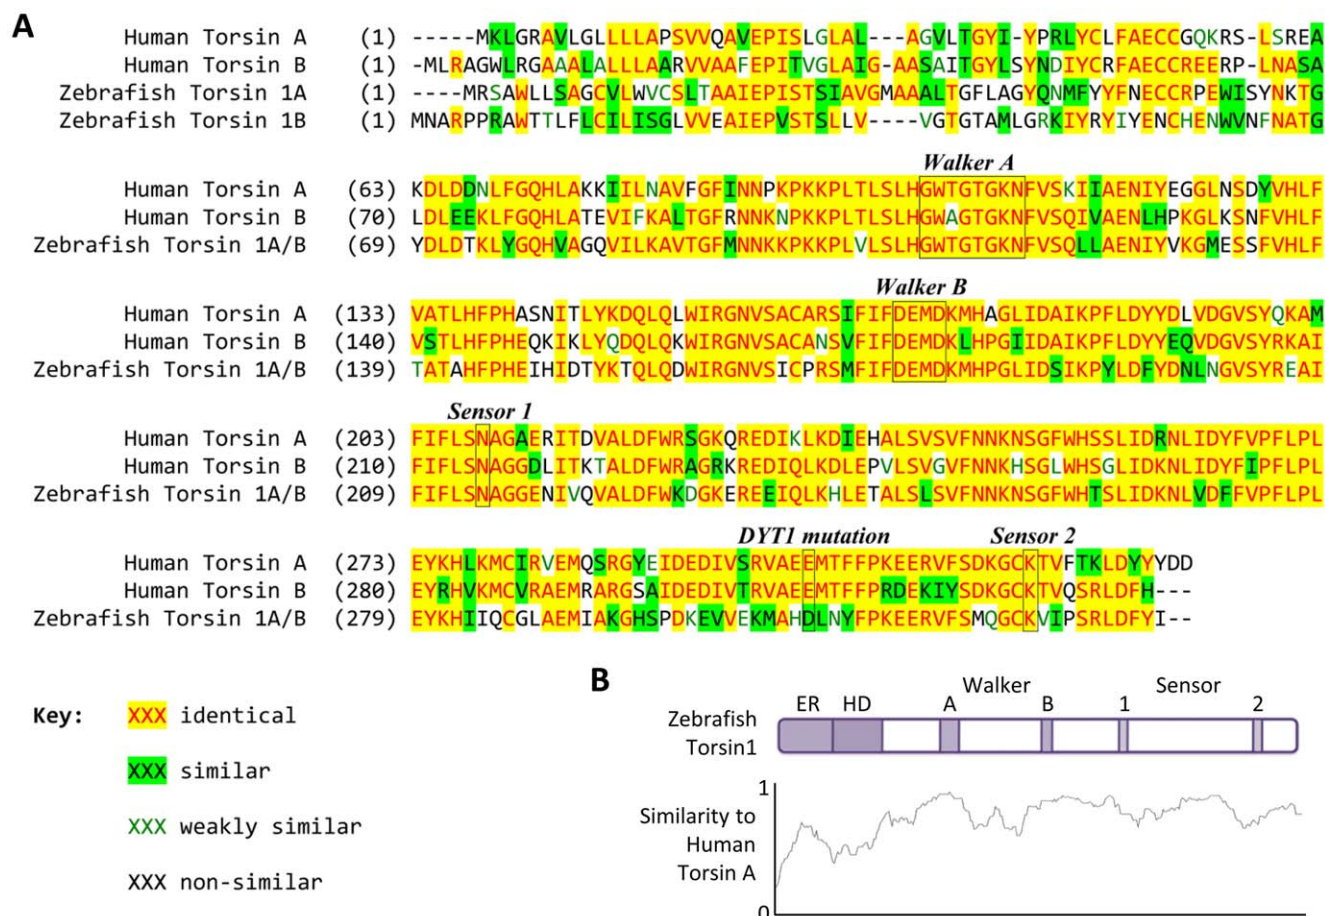 A
Human Torsin A (1) -----MKLGRAVLGLLLLAPSVVQAVEPISLGLAL---AGVLTGYI-YPRLYCLFAECCGQKRS-LSREA
Human Torsin B (1) -MLRAGWLRGAAALALLLAARVVAAFEPITVGLAIG-AASAITGYLSYNDIYCRFAECCREERP-LNASA
Zebrafish Torsin 1A (1) ----MRSAWLLSAGCVLWVCSLTAAIEPISTSIAVGMAAALTGFLAGYQNMFYYFNECCRPEWISYNKTG
Zebrafish Torsin 1B (1) MNARPPRAWTTLFLCILISGLVVEAIEPVSTSLLV----VGTGTAMLGRKIYRYIYENCHENWVNFNATG
Walker A
Human Torsin A (63) KDLDDNLFGQHLAKKIILNAVFGFINNPKPKKPLTLSLHGWTGTGKNFVSKIIAENIYEGGLNSDYVHLF
Human Torsin B (70) LDLEEKLFGQHLATEVIFKALTGFRNNKNPKKPLTLSLHGWAGTGKNFVSQIVAENLHPKGLKSNFVHLF
Zebrafish Torsin 1A/B (69) YDLDTKLYGQHVAGQVILKAVTGFMNNKKPKKPLVLSLHGWTGTGKNFVSQLLAENIYVKGMESSFVHLF
Walker B
Human Torsin A (133) VATLHFPHASNITLYKDQLQLWIRGNVSACARSIFIFDEMDKMHAGLIDAIKPFLDYYDLVDGVSYQKAM
Human Torsin B (140) VSTLHFPHEQKIKLYQDQLQKWIRGNVSACANSVFIFDEMDKLHPGIIDAIKPFLDYYEQVDGVSYRKAI
Zebrafish Torsin 1A/B (139) TATAHFPHEIHIDTYKTQLQDWIRGNVSICPRSMFIFDEMDKMHPGLIDSIKPYLDFYDNLNGVSYREAI
Sensor 1
Human Torsin A (203) FIFLSNAGAERITDVALDFWRSGKQREDIKLKDIEHALSVSVFNNKNSGFWHSSLIDRNLIDYFVPFLPL
Human Torsin B (210) FIFLSNAGGDLITKTALDFWRAGRKREDIQLKDLEPVLSVGVFNNKHSGLWHSGLIDKNLIDYFIPFLPL
Zebrafish Torsin 1A/B (209) FIFLSNAGGENIVQVALDFWKDGKEREEIQLKHLETALSLSVFNNKNSGFWHTSLIDKNLVDFFVPFLPL
DYT1 mutation Sensor 2
Human Torsin A (273) EYKHLKMCIRVEMQSRGYEIDEDIVSRVAEEMTFFPKEERVFSDKGCKTVFTKLDYYYDD
Human Torsin B (280) EYRHVKMCVRAEMRARGSAIDEDIVTRVAEEMTFFPRDEKIYSDKGCKTVQSRLDFH---
Zebrafish Torsin 1A/B (279) EYKHIIQCGLAEMIAKGHSPDKEVVEKMAHDLNYFPKEERVFSMQGCKVIPSRLDFYI--
Key: XXX identical
XXX similar
XXX weakly similar
XXX non-similar
B
Walker Sensor
ER HD A B 1 2
Zebrafish
Torsin1
1
Similarity to
Human
Torsin A
0